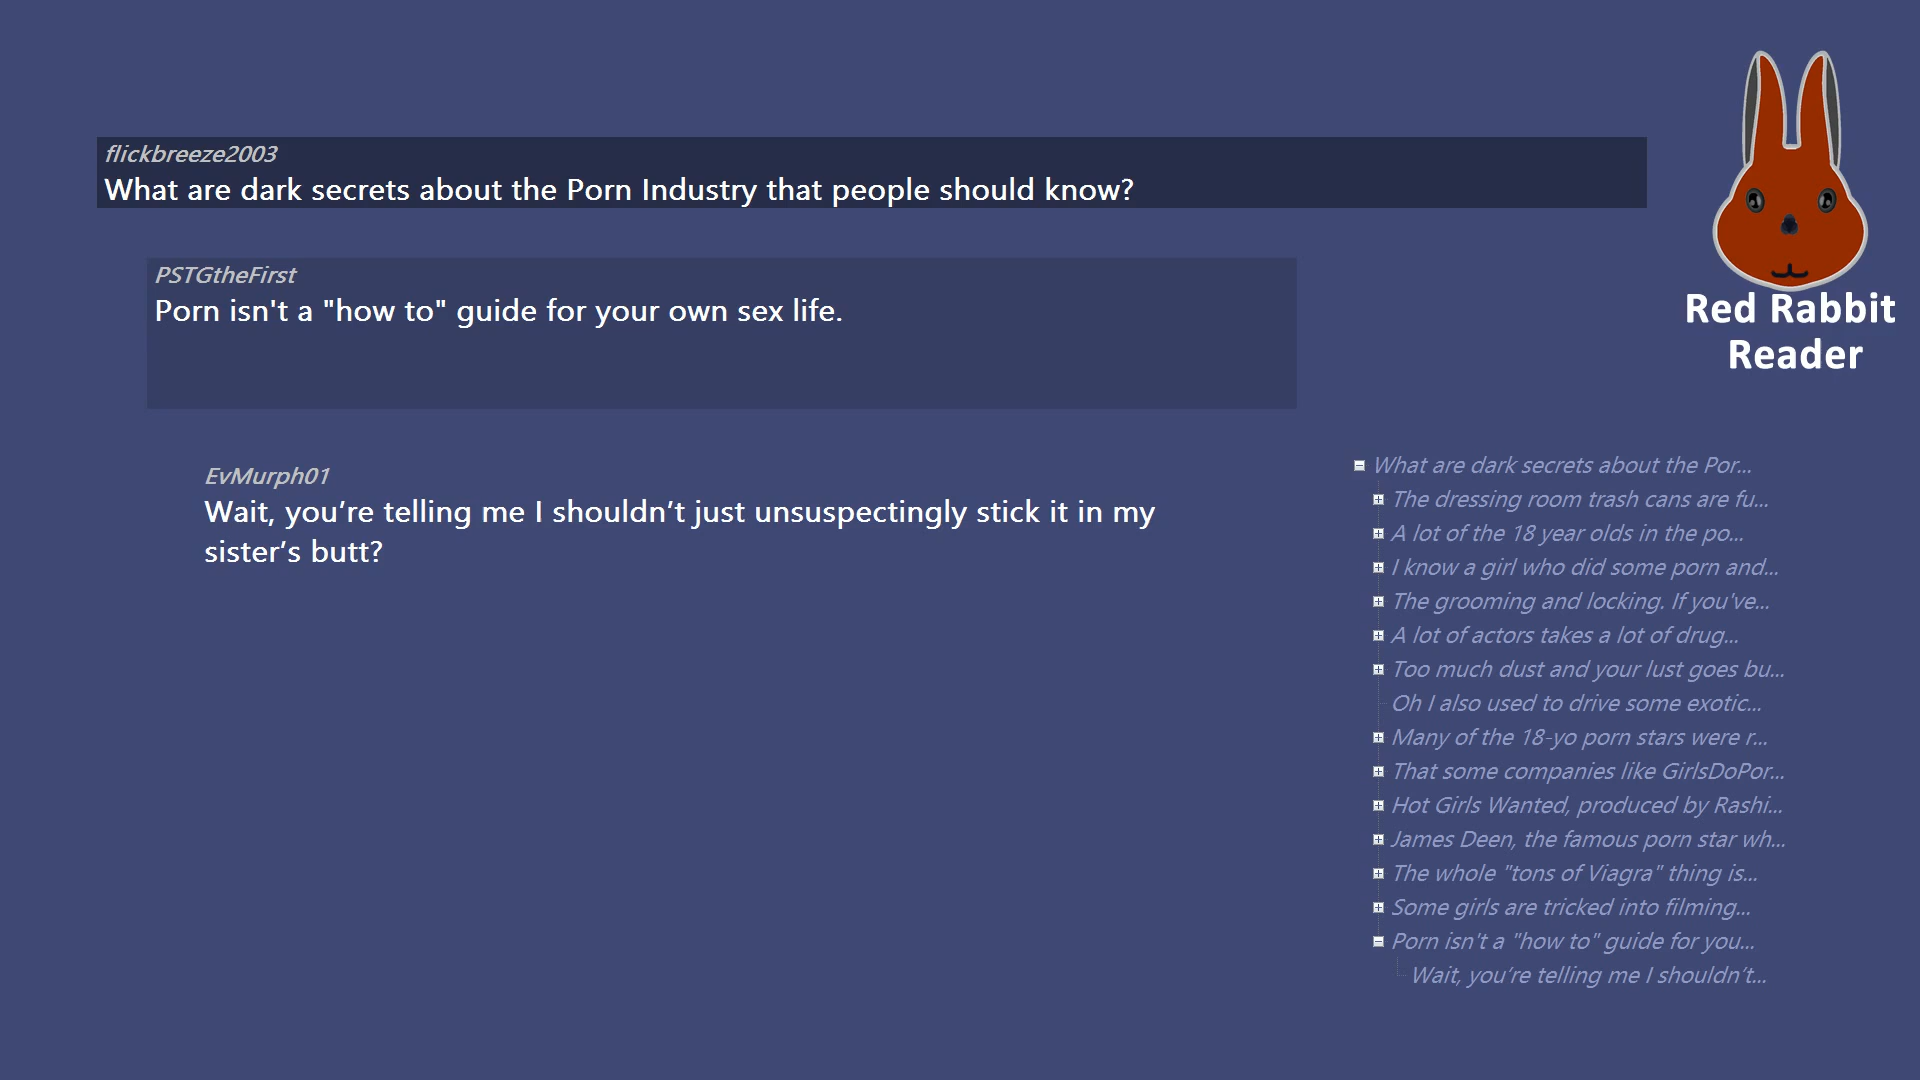 flickbreeze2003
What are dark secrets about the Porn Industry that people should know?
PSTGtheFirst
Porn isn't a "how to" guide for your own sex life.
EvMurph01
Wait, you’re telling me I shouldn’t just unsuspectingly stick it in my
sister’s butt?
Red Rabbit
Reader
What are dark secrets about the Por...
The dressing room trash cans are fu...
A lot of the 18 year olds in the po...
I know a girl who did some porn and...
The grooming and locking. If you've...
A lot of actors takes a lot of drug...
Too much dust and your lust goes bu...
Oh I also used to drive some exotic...
Many of the 18-yo porn stars were r...
That some companies like GirlsDoPor...
Hot Girls Wanted, produced by Rashi...
James Deen, the famous porn star wh...
The whole "tons of Viagra" thing is...
Some girls are tricked into filming...
Porn isn't a "how to" guide for you...
Wait, you’re telling me I shouldn’t...